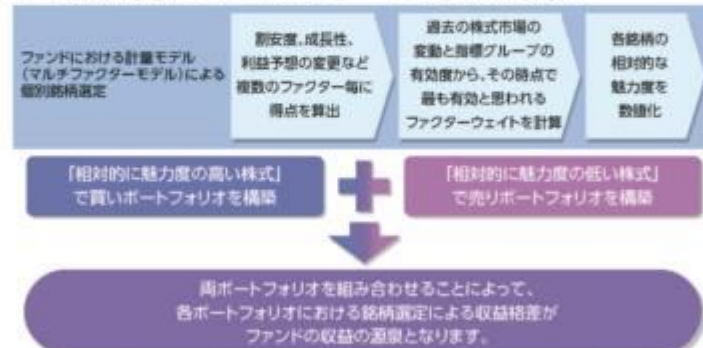 ファンドにおける計量モデル
(マルチファクターモデル)による
個別銘柄選定
割安度、成長性、
利益予想の変更など
複数のファクター毎に
得点を算出
過去の株式市場の
変動と指標グループの
有効度から、その時点で
最も有効と思われる
ファクターウェイトを計算
各銘柄の
相対的な
魅力度を
数値化
「相対的に魅力度の高い株式」
で買いポートフォリオを構築
「相対的に魅力度の低い株式」
で売りポートフォリオを構築
両ポートフォリオを組み合わせることによって、
各ポートフォリオにおける銘柄選定による収益格差が
ファンドの収益の源泉となります。